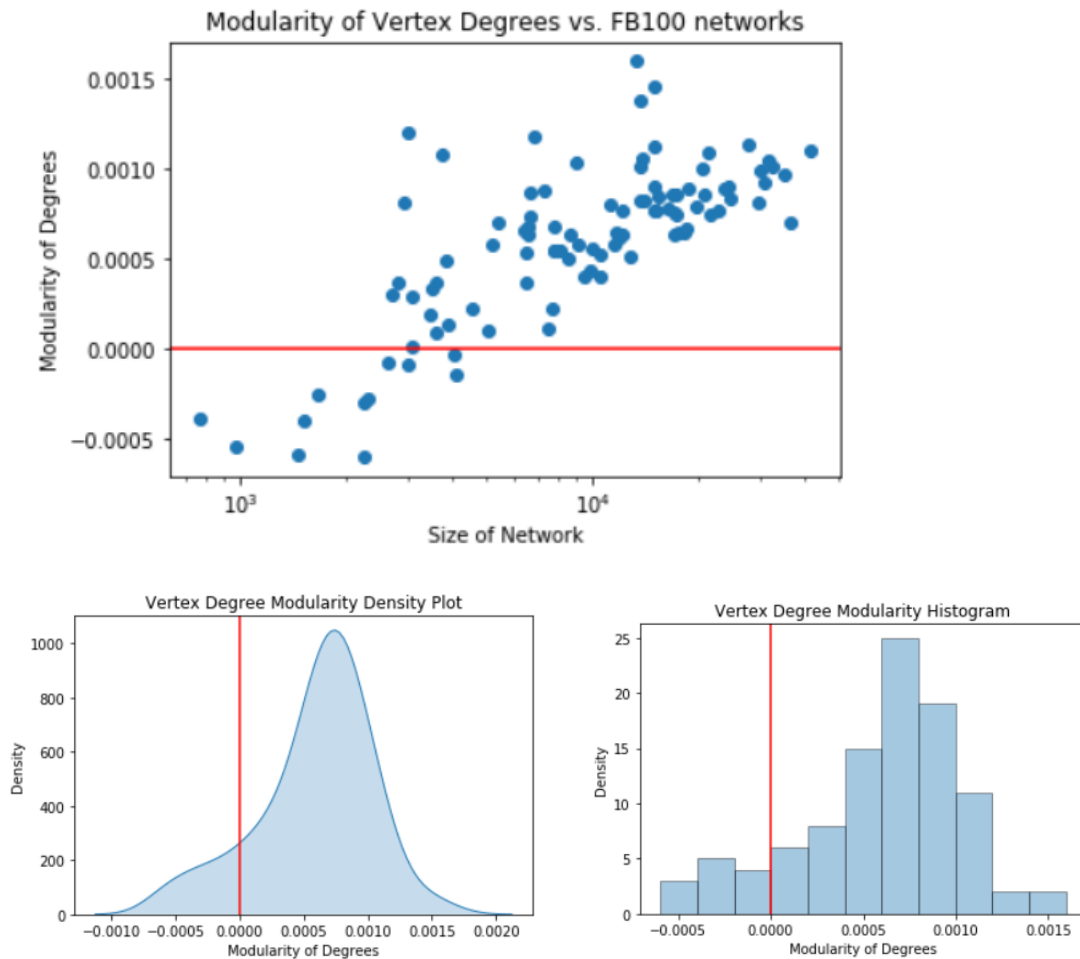 Modularity of Vertex Degrees vs. FB100 networks
0.0015
0.0010
0.0005
0.0000
−0.0005
Modularity of Degrees
10³
10⁴
Size of Network
Vertex Degree Modularity Density Plot
1000
800
600
400
200
0
Density
−0.0010 −0.0005 0.0000 0.0005 0.0010 0.0015 0.0020
Modularity of Degrees
Vertex Degree Modularity Histogram
25
20
15
10
5
0
Density
−0.0005 0.0000 0.0005 0.0010 0.0015
Modularity of Degrees